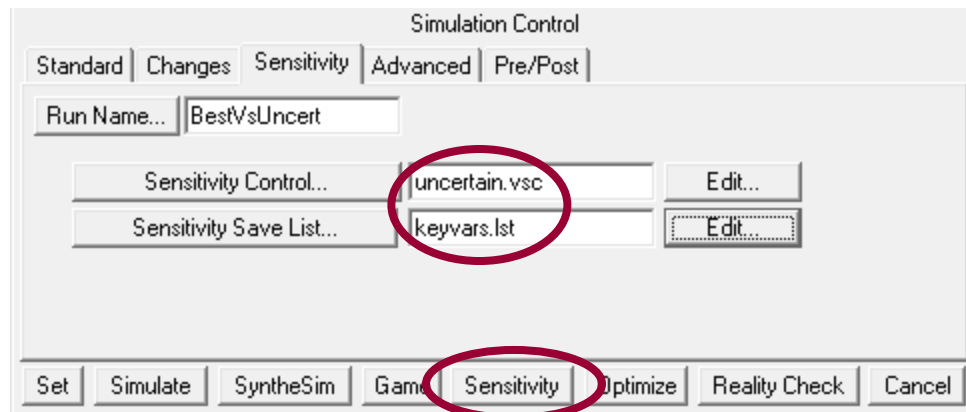 Simulation Control
Standard Changes Sensitivity Advanced Pre/Post
Run Name... BestVsUncert
Sensitivity Control... uncertain.vsc Edit...
Sensitivity Save List... keyvars.lst Edit...
Set Simulate SyntheSim Game Sensitivity Optimize Reality Check Cancel